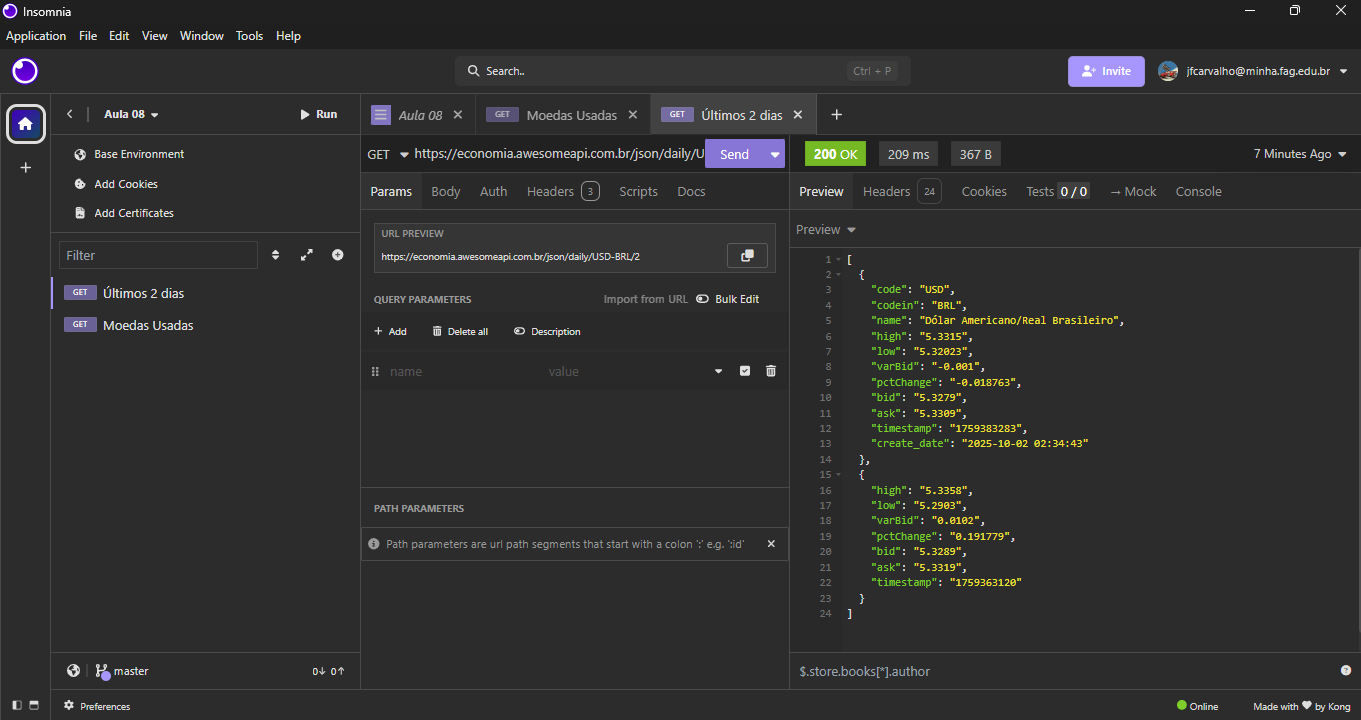 Insomnia
Application File Edit View Window Tools Help
Search.. Ctrl + P
Invite
jfcarvalho@minha.fag.edu.br
Aula 08
Run
Base Environment
Add Cookies
Add Certificates
Filter
GET Últimos 2 dias
GET Moedas Usadas
master
0 0
Preferences
Aula 08
GET Moedas Usadas
GET Últimos 2 dias
GET https://economia.awesomeapi.com.br/json/daily/U
Send
Params Body Auth Headers 3 Scripts Docs
URL PREVIEW
https://economia.awesomeapi.com.br/json/daily/USD-BRL/2
QUERY PARAMETERS Import from URL Bulk Edit
Add Delete all Description
name value
PATH PARAMETERS
Path parameters are url path segments that start with a colon ':' e.g. ':id'
200 OK 209 ms 367 B 7 Minutes Ago
Preview Headers 24 Cookies Tests 0 / 0 → Mock Console
Preview
1 [
2 {
3 "code": "USD",
4 "codein": "BRL",
5 "name": "Dólar Americano/Real Brasileiro",
6 "high": "5.3315",
7 "low": "5.32023",
8 "varBid": "-0.001",
9 "pctChange": "-0.018763",
10 "bid": "5.3279",
11 "ask": "5.3309",
12 "timestamp": "1759383283",
13 "create_date": "2025-10-02 02:34:43"
14 },
15 {
16 "high": "5.3358",
17 "low": "5.2903",
18 "varBid": "0.0102",
19 "pctChange": "0.191779",
20 "bid": "5.3289",
21 "ask": "5.3319",
22 "timestamp": "1759363120"
23 }
24 ]
$.store.books[*].author
Online
Made with ♥ by Kong